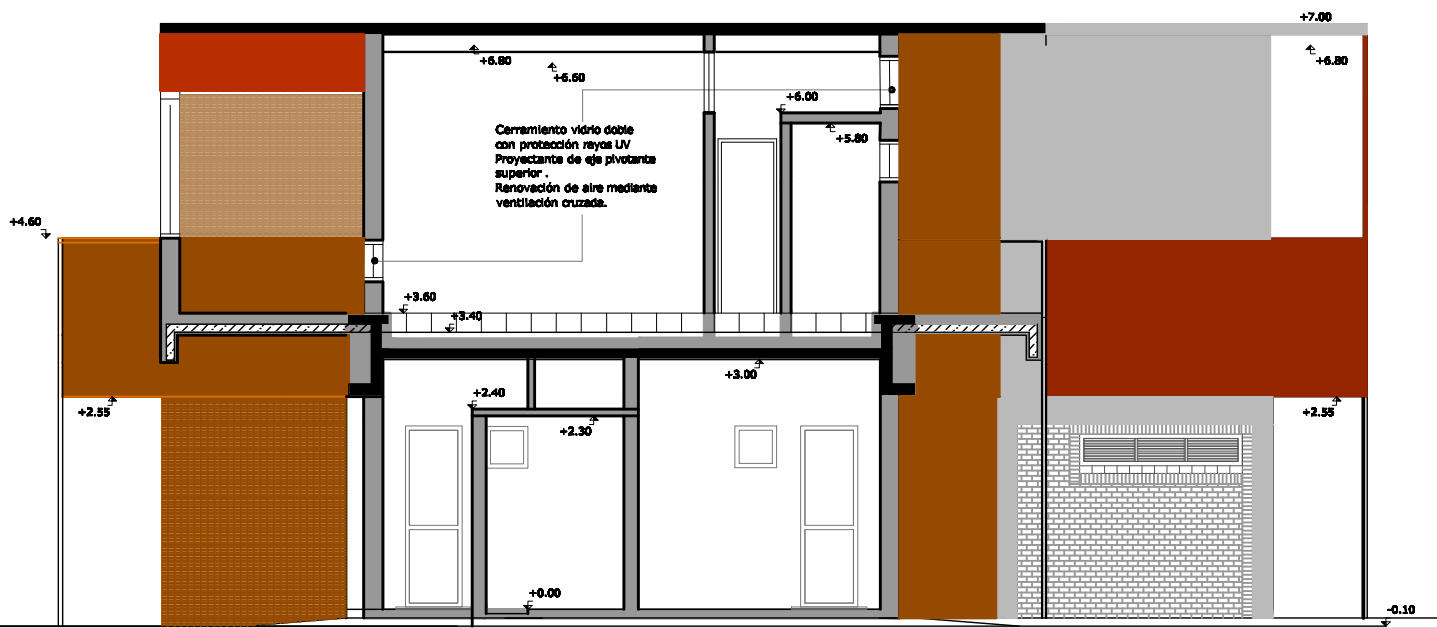 +7.00
+6.80
+6.60
+6.80
+6.00
Cerramiento vidrio doble
con protección rayos UV
Proyectante de eje pivotante
superior .
Renovación de aire mediante
ventilación cruzada.
+5.80
+4.60
+3.60
+3.40
+3.00
+2.40
+2.55
+2.30
+2.55
+0.00
-0.10